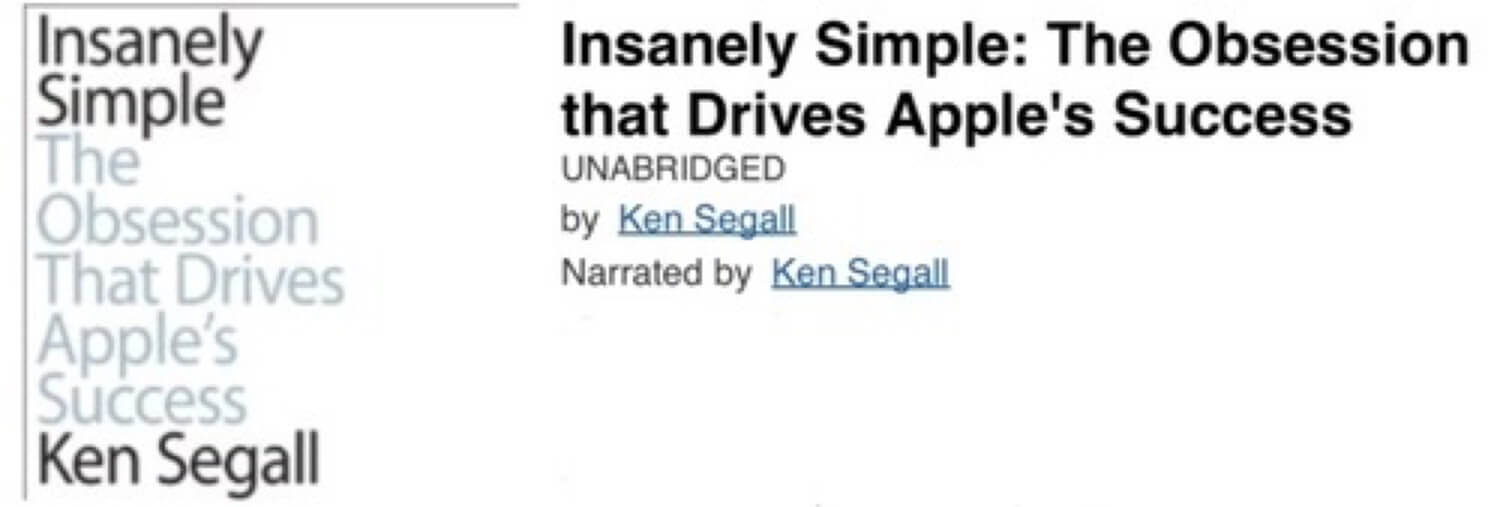 Insanely
Simple
The
Obsession
That Drives
Apple’s
Success
Ken Segall
Insanely Simple: The Obsession
that Drives Apple's Success
UNABRIDGED
by Ken Segall
Narrated by Ken Segall